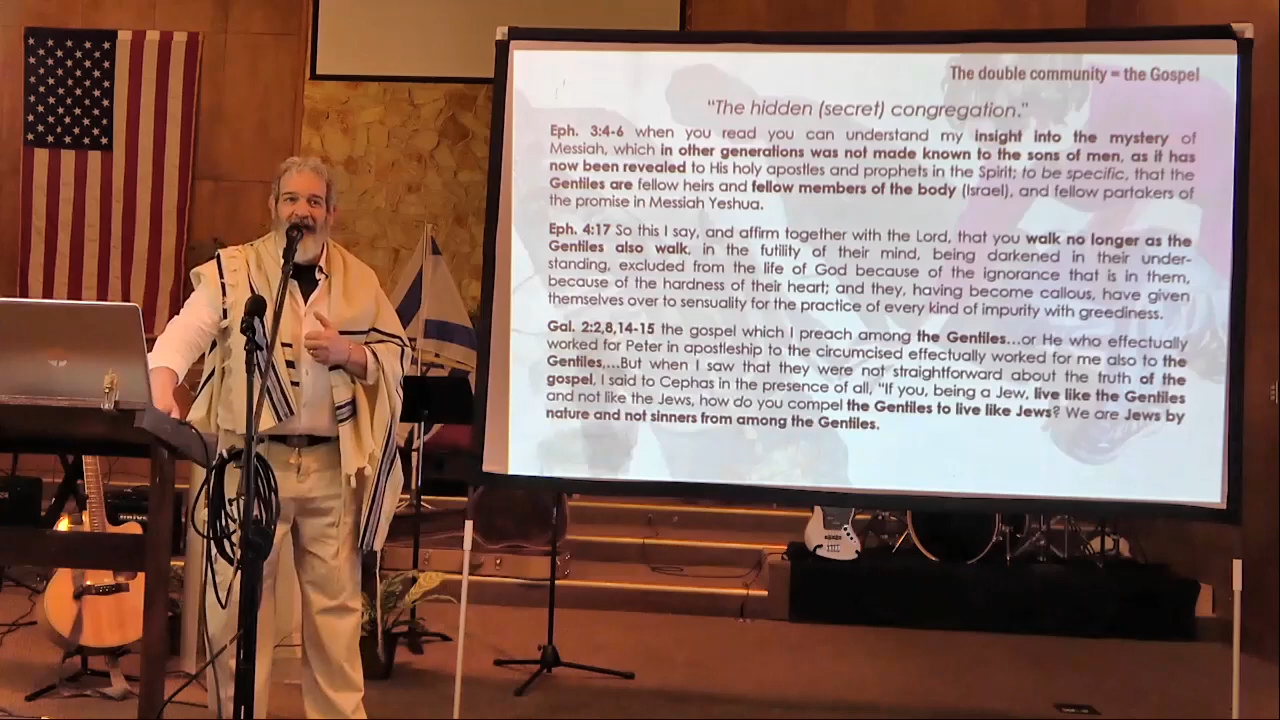 The double community = the Gospel
"The hidden (secret) congregation."
Eph. 3:4-6 when you read you can understand my insight into the mystery of
Messiah, which in other generations was not made known to the sons of men, as it has
now been revealed to His holy apostles and prophets in the Spirit; to be specific, that the
Gentiles are fellow heirs and fellow members of the body (Israel), and fellow partakers of
the promise in Messiah Yeshua.
Eph. 4:17 So this I say, and affirm together with the Lord, that you walk no longer as the
Gentiles also walk, in the futility of their mind, being darkened in their under-
standing, excluded from the life of God because of the ignorance that is in them,
because of the hardness of their heart; and they, having become callous, have given
themselves over to sensuality for the practice of every kind of impurity with greediness.
Gal. 2:2,8,14-15 the gospel which I preach among the Gentiles...or He who effectually
worked for Peter in apostleship to the circumcised effectually worked for me also to the
Gentiles,...But when I saw that they were not straightforward about the truth of the
gospel, I said to Cephas in the presence of all, "If you, being a Jew, live like the Gentiles
and not like the Jews, how do you compel the Gentiles to live like Jews? We are Jews by
nature and not sinners from among the Gentiles.